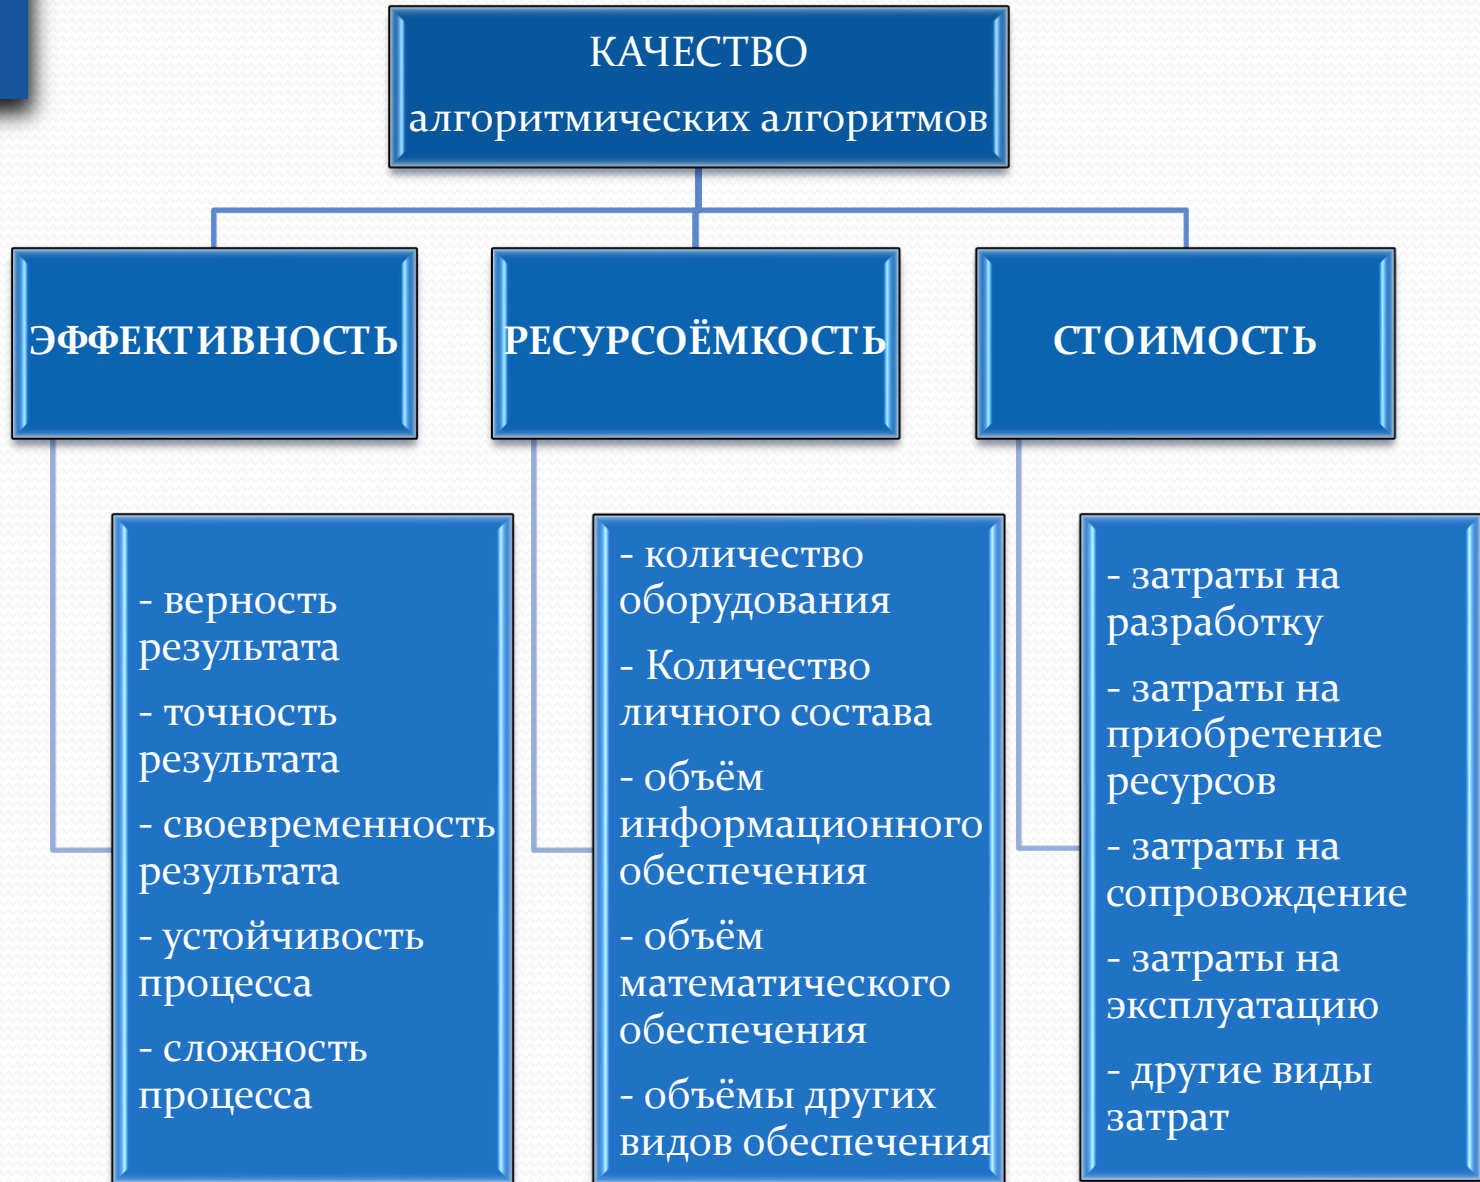 КАЧЕСТВО
алгоритмических алгоритмов
ЭФФЕКТИВНОСТЬ
РЕСУРСОЁМКОСТЬ
СТОИМОСТЬ
- верность
результата
- точность
результата
- своевременность
результата
- устойчивость
процесса
- сложность
процесса
- количество
оборудования
- Количество
личного состава
- объём
информационного
обеспечения
- объём
математического
обеспечения
- объёмы других
видов обеспечения
- затраты на
разработку
- затраты на
приобретение
ресурсов
- затраты на
сопровождение
- затраты на
эксплуатацию
- другие виды
затрат